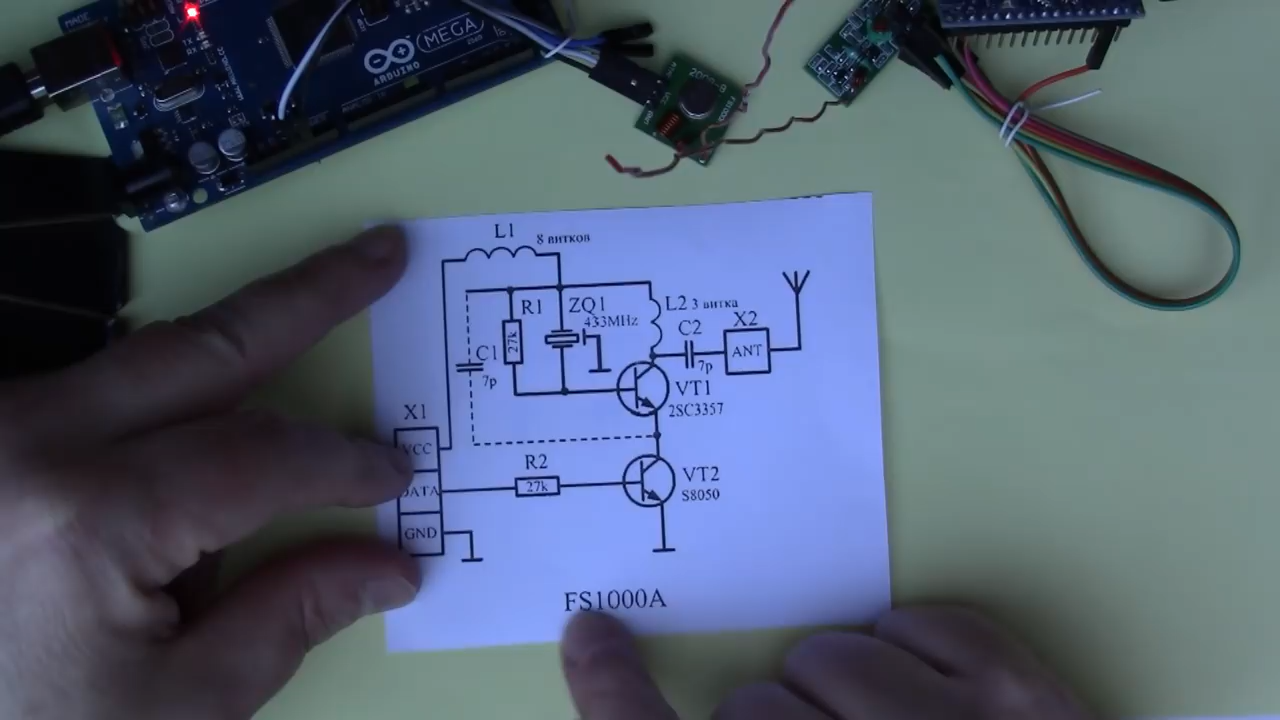 MEGA
ARDUINO
L1
8 витков
R1
27k
ZQ1
433MHz
L2 3 витка
C2
7p
X2
ANT
C1
7p
VT1
2SC3357
X1
VCC
DATA
GND
R2
27k
VT2
S8050
FS1000A